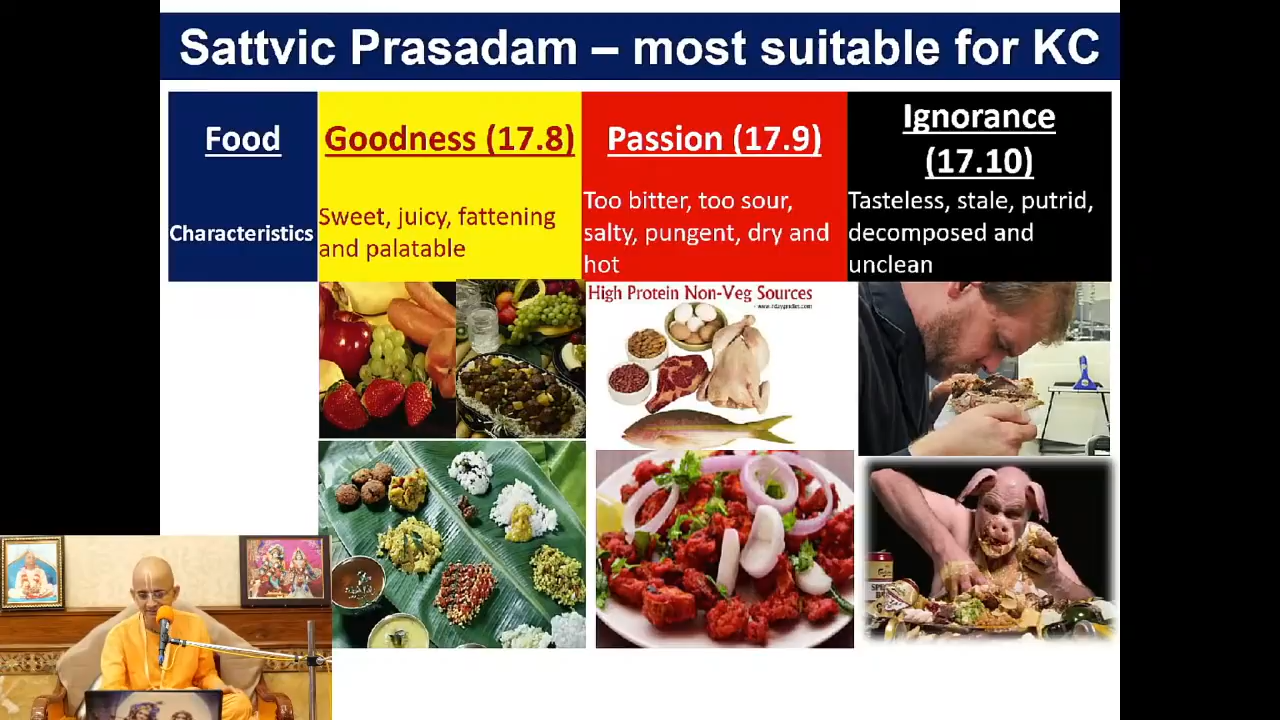 Sattvic Prasadam – most suitable for KC
Food
Goodness (17.8)
Passion (17.9)
Ignorance
(17.10)
Characteristics
Sweet, juicy, fattening
and palatable
Too bitter, too sour,
salty, pungent, dry and
hot
Tasteless, stale, putrid,
decomposed and
unclean
High Protein Non-Veg Sources